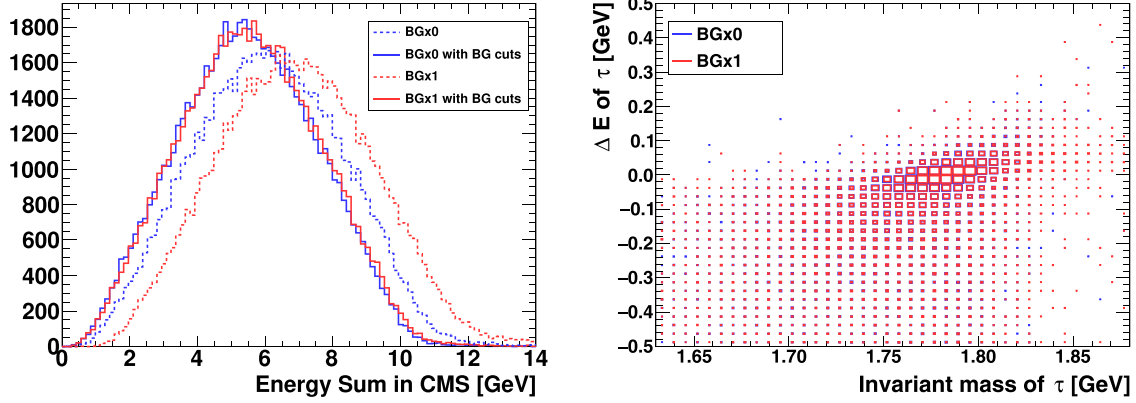 1800
1600
1400
1200
1000
800
600
400
200
0
0 2 4 6 8 10 12 14
Energy Sum in CMS [GeV]
BGx0
BGx0 with BG cuts
BGx1
BGx1 with BG cuts
Δ E of τ [GeV]
0.5
0.4
0.3
0.2
0.1
0.0
−0.1
−0.2
−0.3
−0.4
−0.5
1.65 1.70 1.75 1.80 1.85
Invariant mass of τ [GeV]
BGx0
BGx1